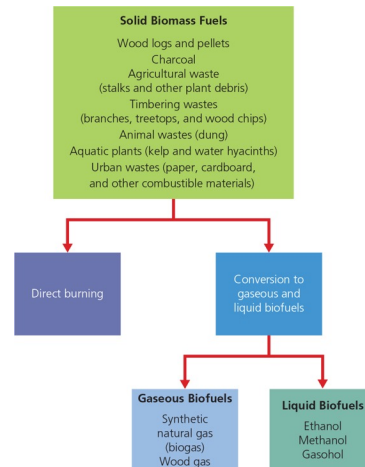 Solid Biomass Fuels
Wood logs and pellets
Charcoal
Agricultural waste
(stalks and other plant debris)
Timbering wastes
(branches, treetops, and wood chips)
Animal wastes (dung)
Aquatic plants (kelp and water hyacinths)
Urban wastes (paper, cardboard,
and other combustible materials)
Direct burning
Conversion to
gaseous and
liquid biofuels
Gaseous Biofuels
Synthetic
natural gas
(biogas)
Wood gas
Liquid Biofuels
Ethanol
Methanol
Gasohol